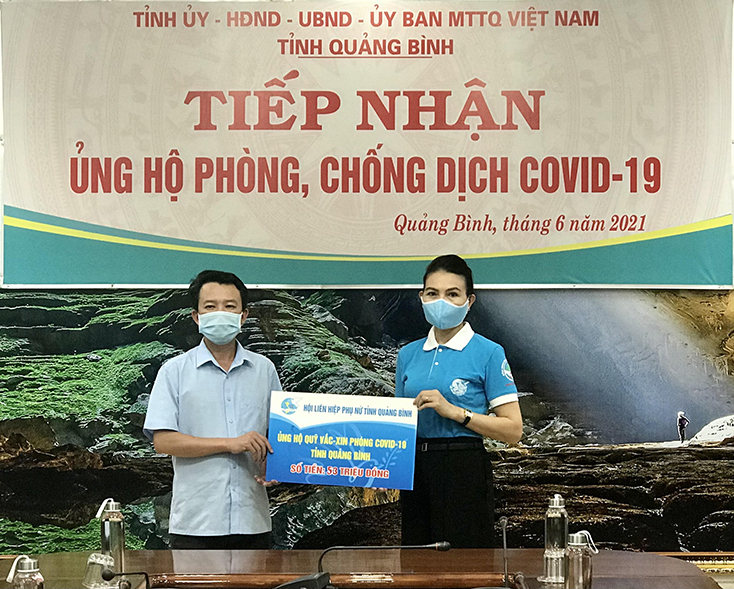 TỈNH ỦY - HĐND - UBND - ỦY BAN MTTQ VIỆT NAM
TỈNH QUẢNG BÌNH
TIẾP NHẬN
ỦNG HỘ PHÒNG, CHỐNG DỊCH COVID-19
Quảng Bình, tháng 6 năm 2021
HỘI LIÊN HIỆP PHỤ NỮ TỈNH QUẢNG BÌNH
ỦNG HỘ QUỸ VẮC-XIN PHÒNG COVID-19
TỈNH QUẢNG BÌNH
SỐ TIỀN: 53 TRIỆU ĐỒNG